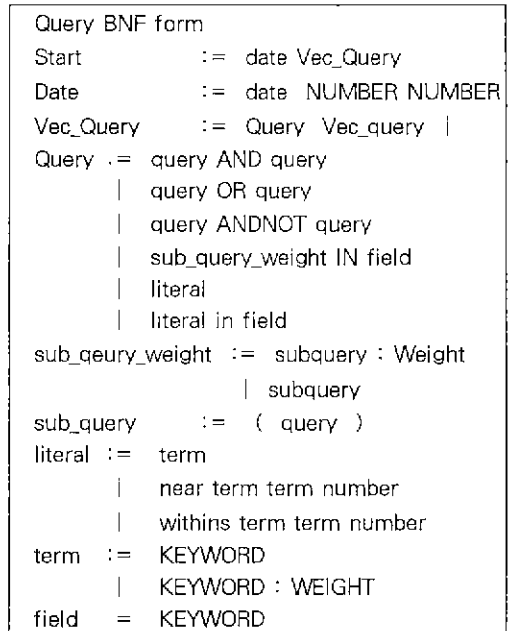 Query BNF form
Start := date Vec_Query
Date := date NUMBER NUMBER
Vec_Query := Query Vec_query |
Query := query AND query
| query OR query
| query ANDNOT query
| sub_query_weight IN field
| literal
| literal in field
sub_qeury_weight := subquery : Weight
| subquery
sub_query := ( query )
literal := term
| near term term number
| withins term term number
term := KEYWORD
| KEYWORD : WEIGHT
field = KEYWORD